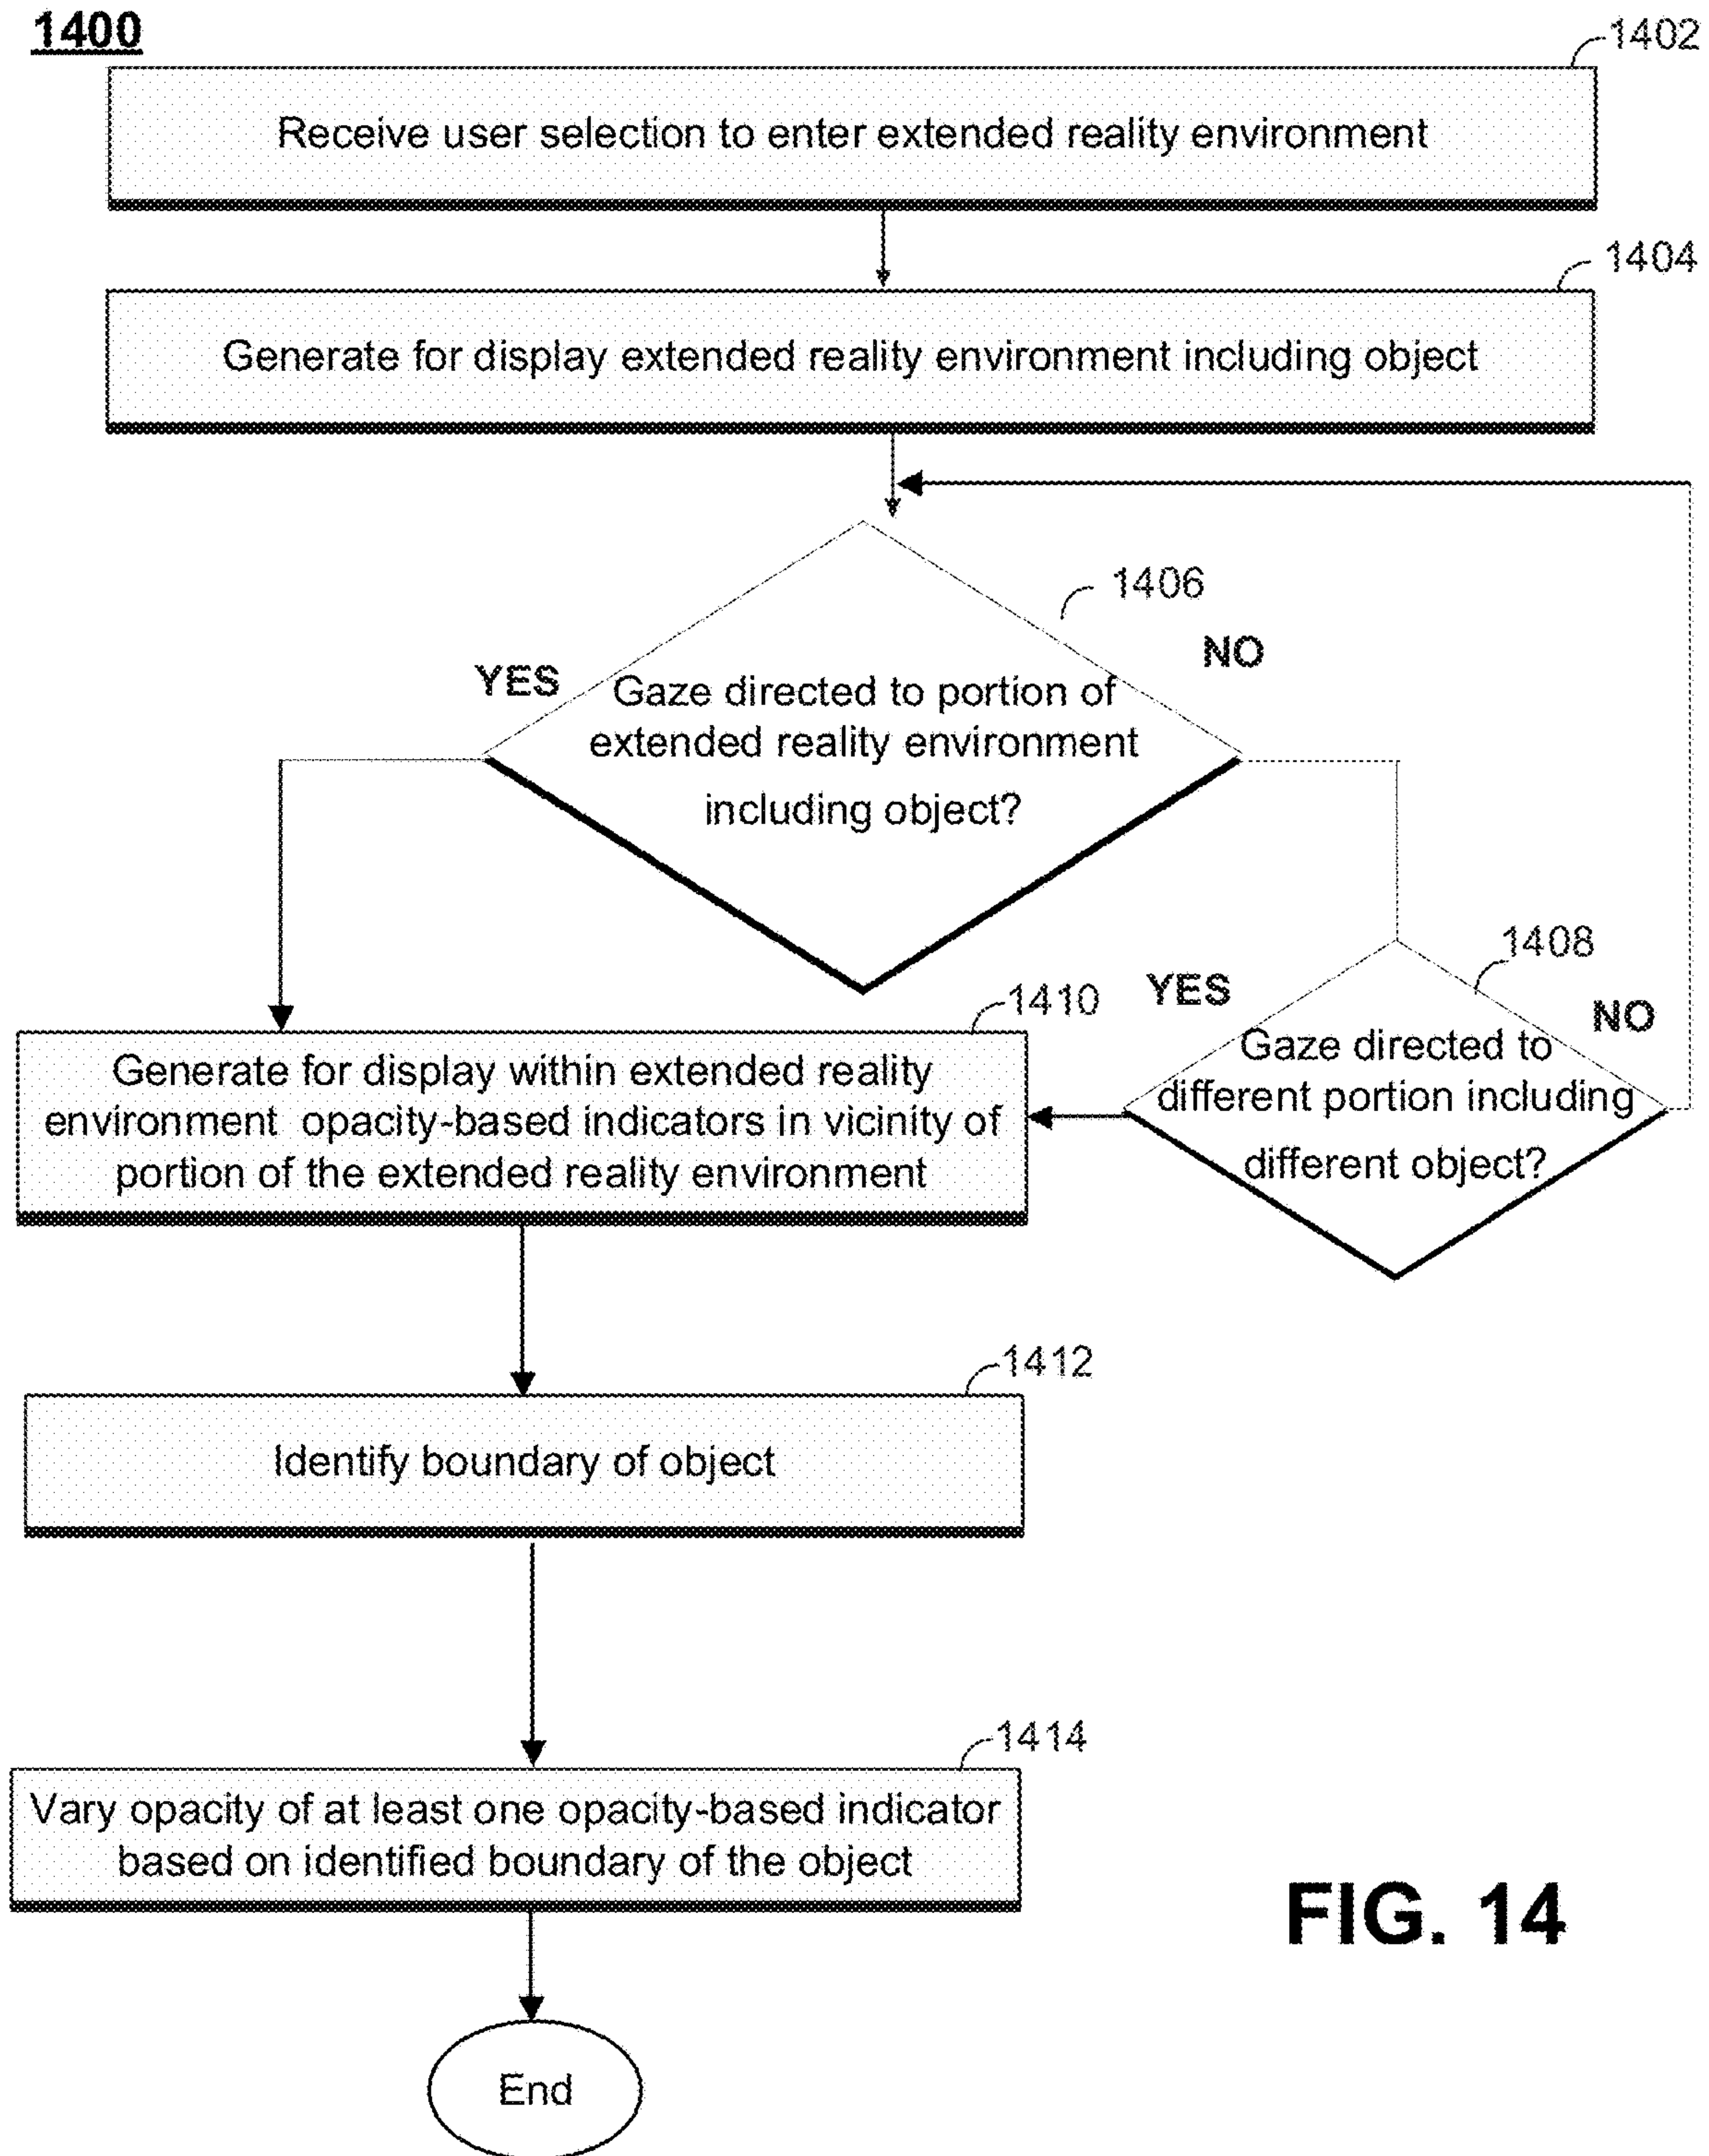 1400
1402
Receive user selection to enter extended reality environment
1404
Generate for display extended reality environment including object
1406
YES
NO
Gaze directed to portion of
extended reality environment
including object?
1408
YES
NO
Gaze directed to
different portion including
different object?
1410
Generate for display within extended reality
environment opacity-based indicators in vicinity of
portion of the extended reality environment
1412
Identify boundary of object
1414
Vary opacity of at least one opacity-based indicator
based on identified boundary of the object
End
FIG. 14